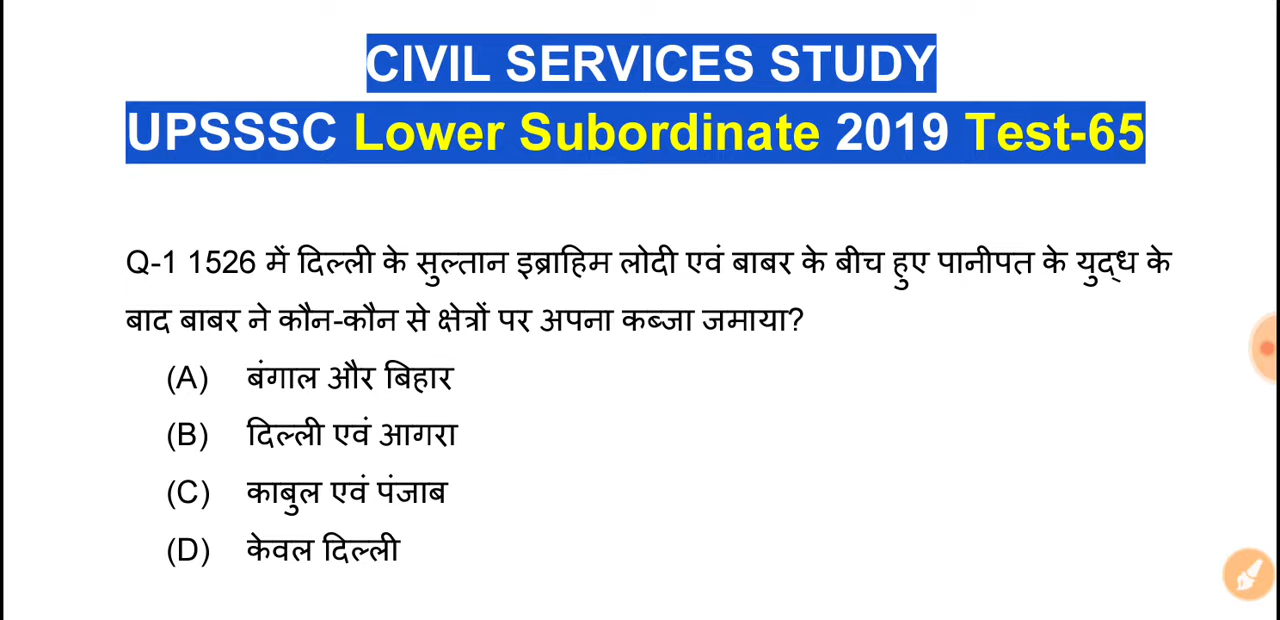 CIVIL SERVICES STUDY
UPSSSC Lower Subordinate 2019 Test-65
Q-1 1526 में दिल्ली के सुल्तान इब्राहिम लोदी एवं बाबर के बीच हुए पानीपत के युद्ध के
बाद बाबर ने कौन-कौन से क्षेत्रों पर अपना कब्जा जमाया?
(A) बंगाल और बिहार
(B) दिल्ली एवं आगरा
(C) काबुल एवं पंजाब
(D) केवल दिल्ली